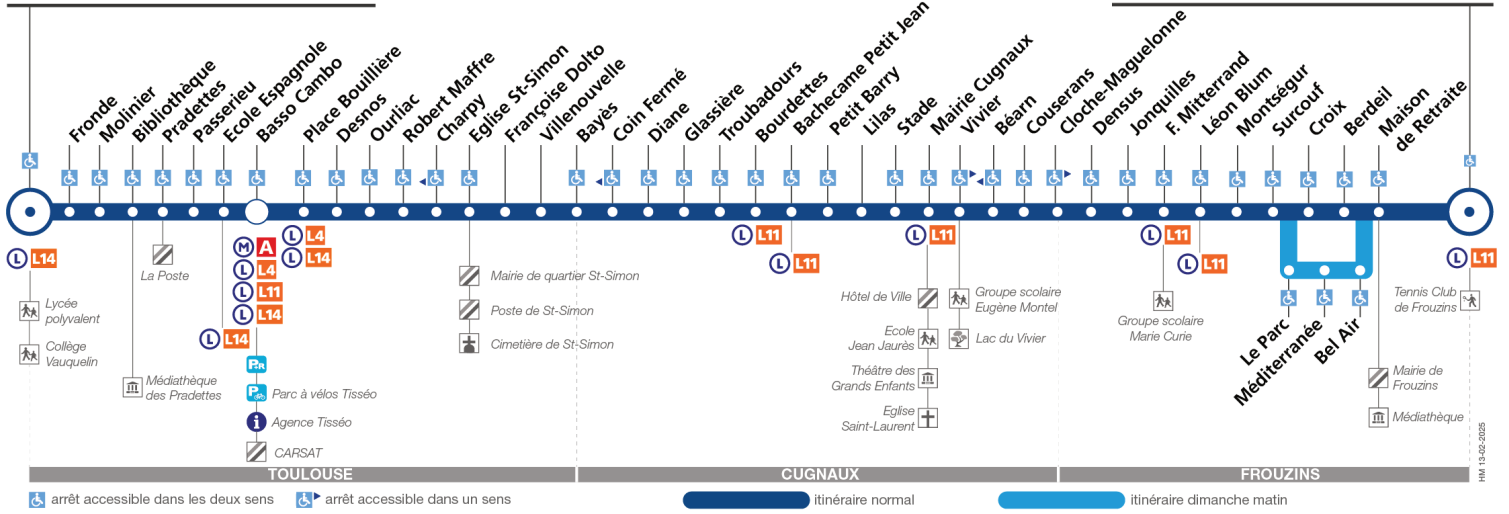 Fronde
Molinier
Bibliothèque
Pradettes
Passerieu
Ecole Espagnole
Basso Cambo
Place Bouillière
Desnos
Ourliac
Robert Maffre
Charpy
Eglise St-Simon
Françoise Dolto
Villenouvelle
Bayès
Coin Fermé
Diane
Glassière
Troubadours
Bourdettes
Bachecame Petit Jean
Petit Barry
Lilas
Stade
Mairie Cugnaux
Vivier
Béarn
Couserans
Cloche-Maguelonne
Densus
Jonquilles
F. Mitterrand
Léon Blum
Montségur
Surcouf
Croix
Berdeil
Maison
de Retraite
L L14
Lycée
polyvalent
Collège
Vauquelin
Médiathèque
des Pradettes
La Poste
L L14
M A
L L4
L L11
L L14
P+R
P
Parc à vélos Tisséo
i
Agence Tisséo
CARSAT
L L4
L L14
Mairie de quartier St-Simon
Poste de St-Simon
Cimetière de St-Simon
L L11
L L11
L L11
Hôtel de Ville
Ecole
Jean Jaurès
Théâtre des
Grands Enfants
Eglise
Saint-Laurent
Groupe scolaire
Eugène Montel
Lac du Vivier
L L11
Groupe scolaire
Marie Curie
L L11
Le Parc
Méditerranée
Bel Air
Mairie de
Frouzins
Médiathèque
L L11
Tennis Club
de Frouzins
HM 13-02-2025
TOULOUSE
CUGNAUX
FROUZINS
arrêt accessible dans les deux sens
arrêt accessible dans un sens
itinéraire normal
itinéraire dimanche matin